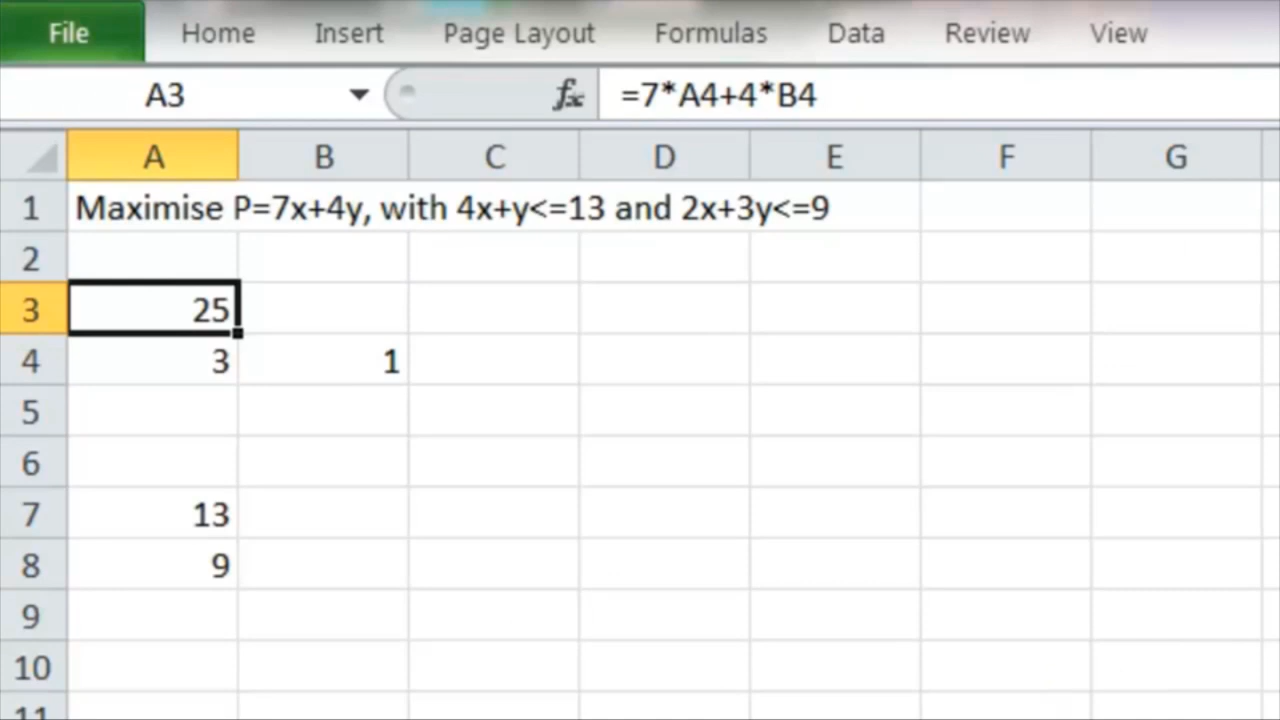 File Home Insert Page Layout Formulas Data Review View
A3 fx =7*A4+4*B4
A B C D E F G
1 Maximise P=7x+4y, with 4x+y<=13 and 2x+3y<=9
2
3 25
4 3 1
5
6
7 13
8 9
9
10
11